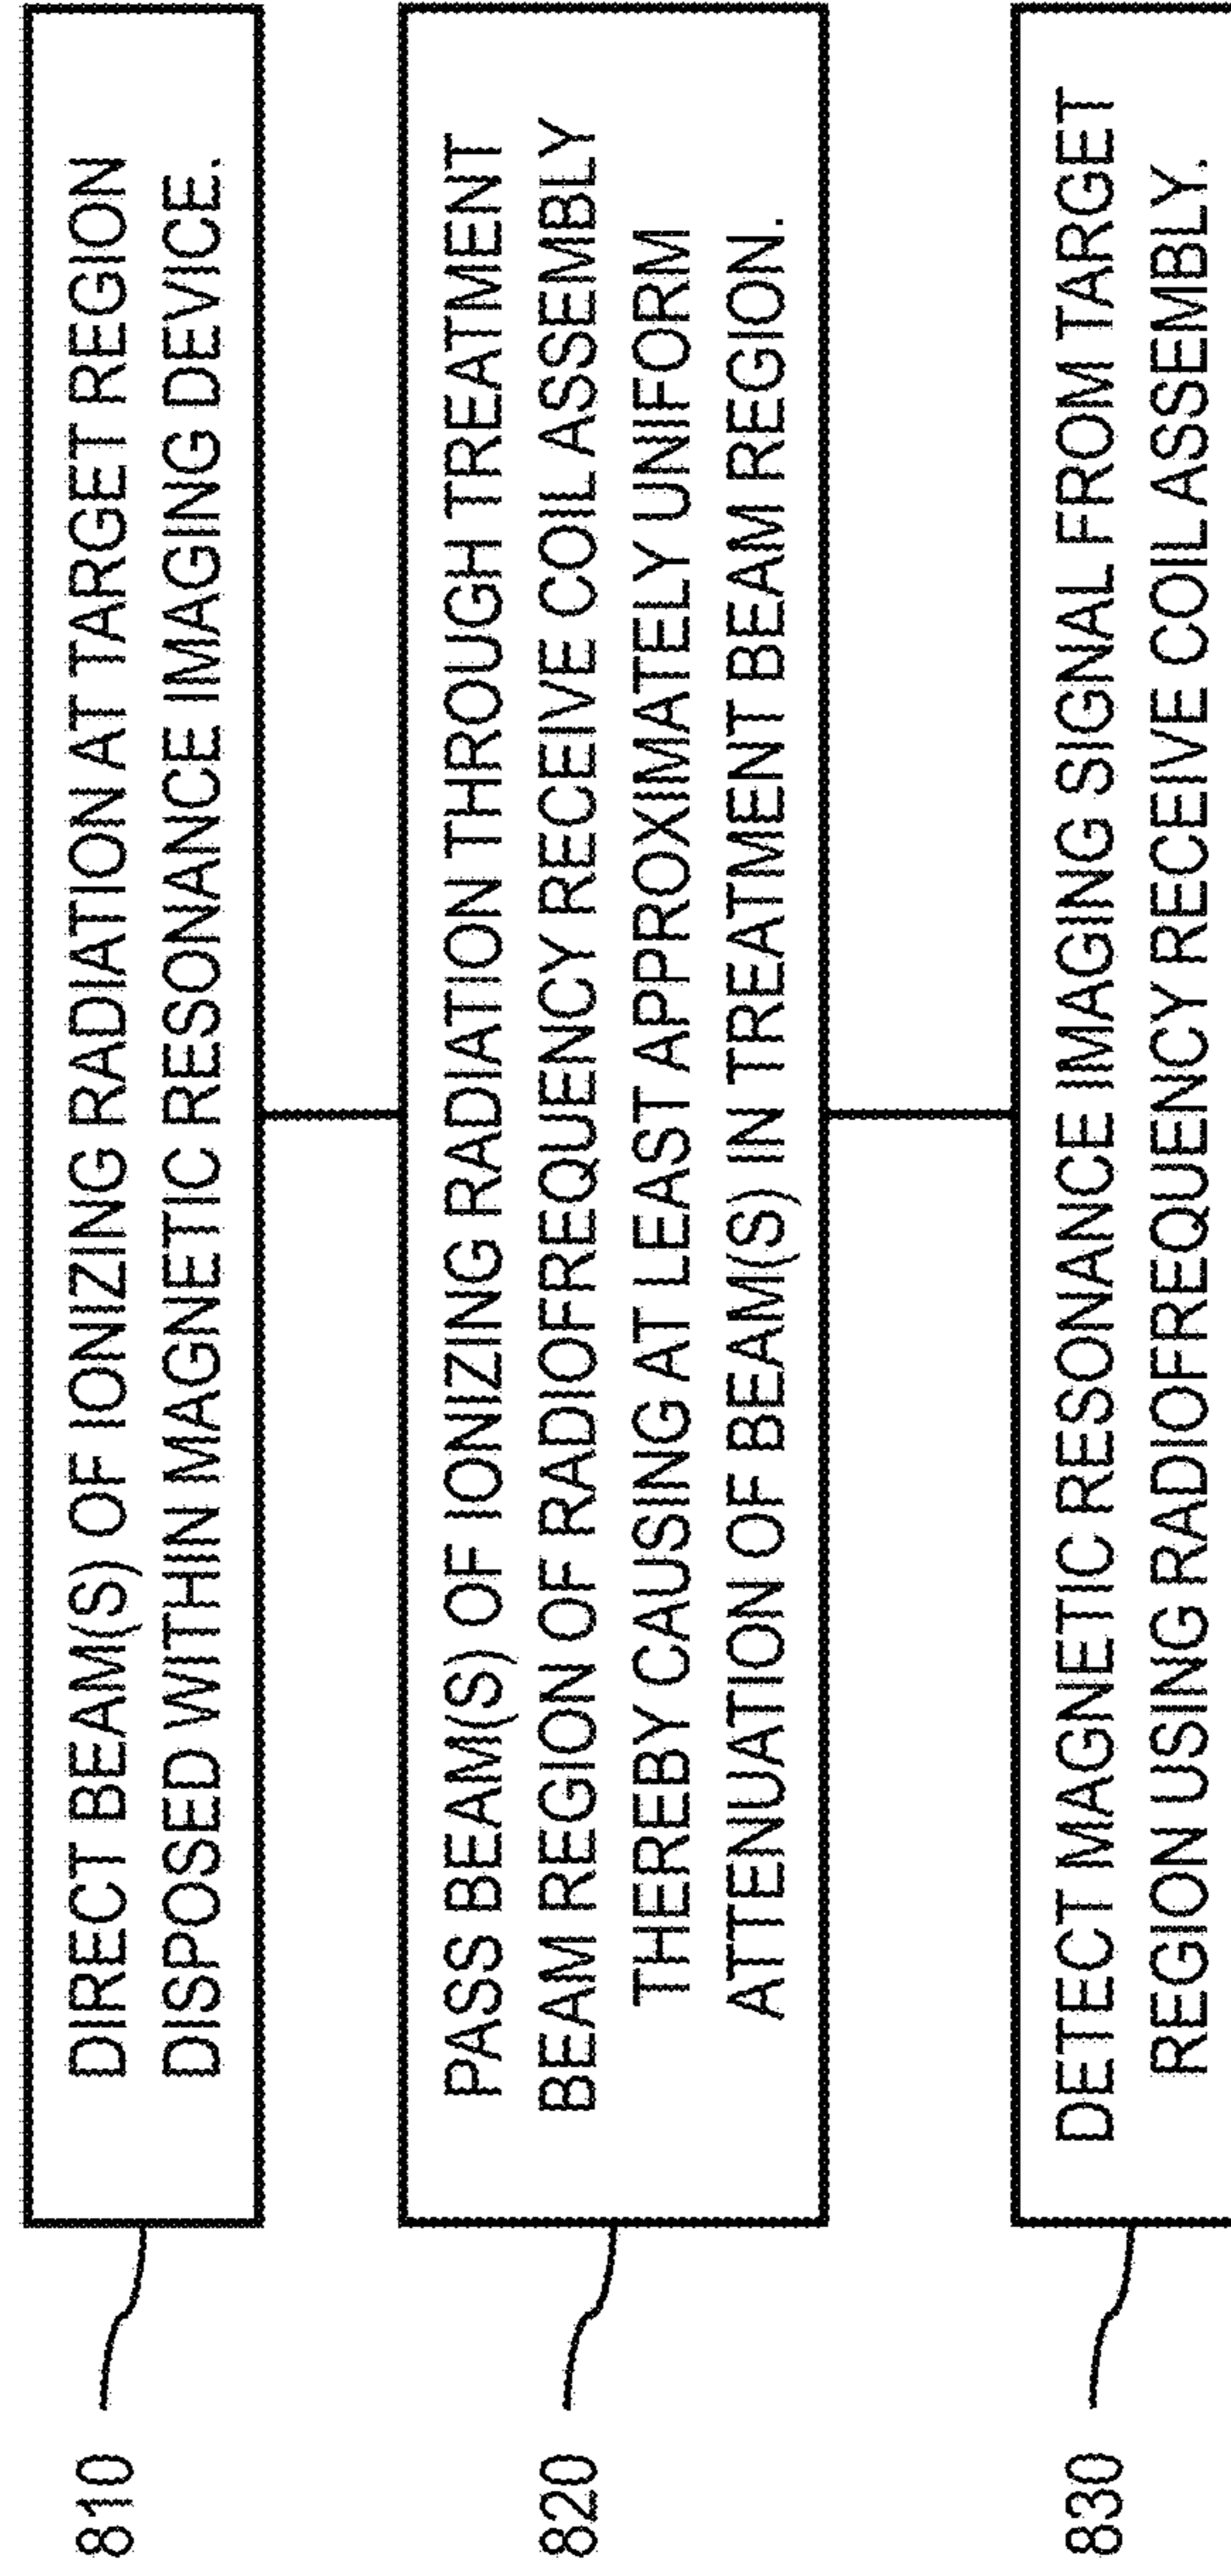 810
DIRECT BEAM(S) OF IONIZING RADIATION AT TARGET REGION
DISPOSED WITHIN MAGNETIC RESONANCE IMAGING DEVICE.
820
PASS BEAM(S) OF IONIZING RADIATION THROUGH TREATMENT
BEAM REGION OF RADIOFREQUENCY RECEIVE COIL ASSEMBLY
THEREBY CAUSING AT LEAST APPROXIMATELY UNIFORM
ATTENUATION OF BEAM(S) IN TREATMENT BEAM REGION.
830
DETECT MAGNETIC RESONANCE IMAGING SIGNAL FROM TARGET
REGION USING RADIOFREQUENCY RECEIVE COIL ASSEMBLY.